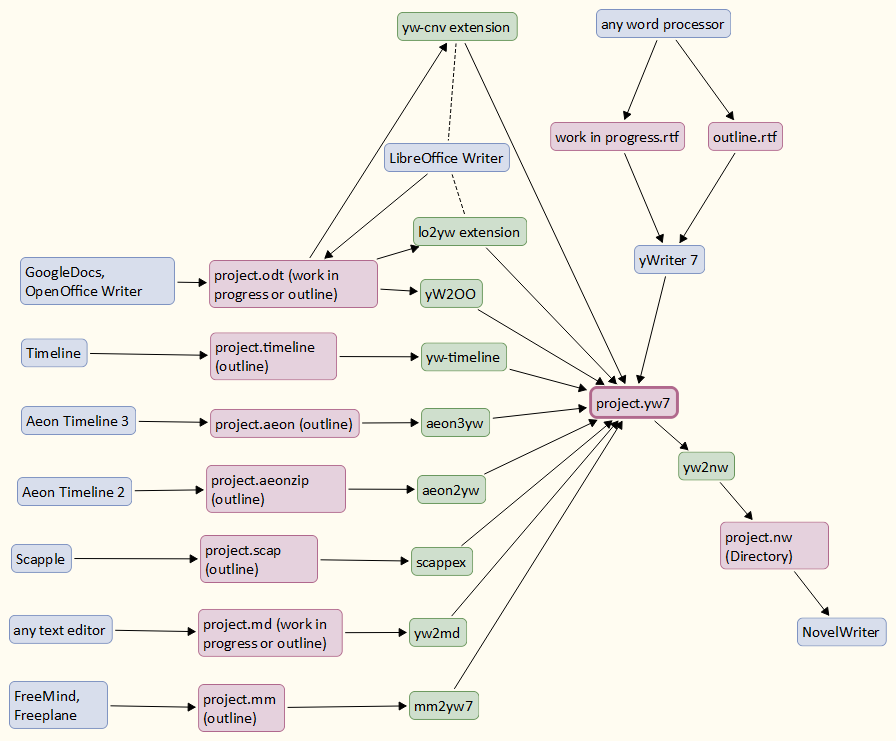 yw-cnv extension
any word processor
work in progress.rtf
outline.rtf
LibreOffice Writer
lo2yw extension
yWriter 7
GoogleDocs,
OpenOffice Writer
project.odt (work in
progress or outline)
yW2OO
Timeline
project.timeline
(outline)
yw-timeline
project.yw7
Aeon Timeline 3
project.aeon (outline)
aeon3yw
yw2nw
Aeon Timeline 2
project.aeonzip
(outline)
aeon2yw
project.nw
(Directory)
Scapple
project.scap
(outline)
scappex
any text editor
project.md (work in
progress or outline)
yw2md
NovelWriter
FreeMind,
Freeplane
project.mm
(outline)
mm2yw7